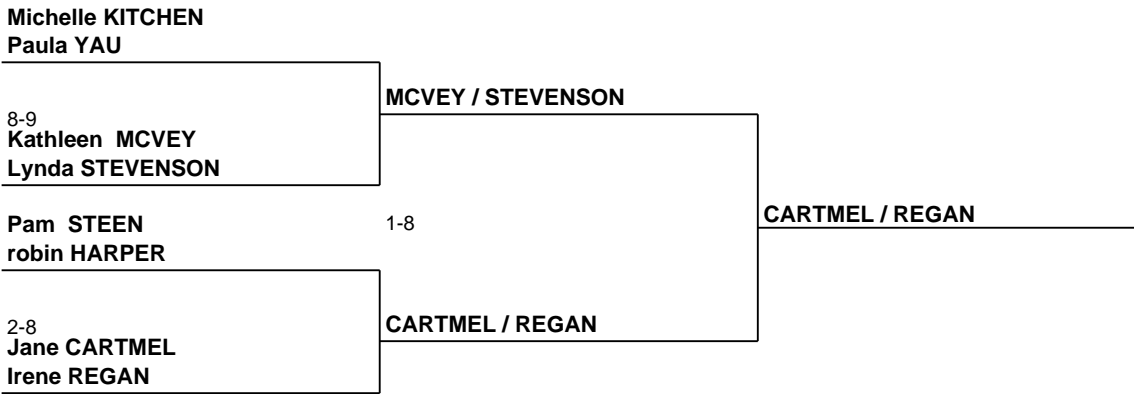 Michelle KITCHEN
Paula YAU
MCVEY / STEVENSON
8-9
Kathleen MCVEY
Lynda STEVENSON
Pam STEEN
robin HARPER
1-8
CARTMEL / REGAN
2-8
Jane CARTMEL
Irene REGAN
CARTMEL / REGAN